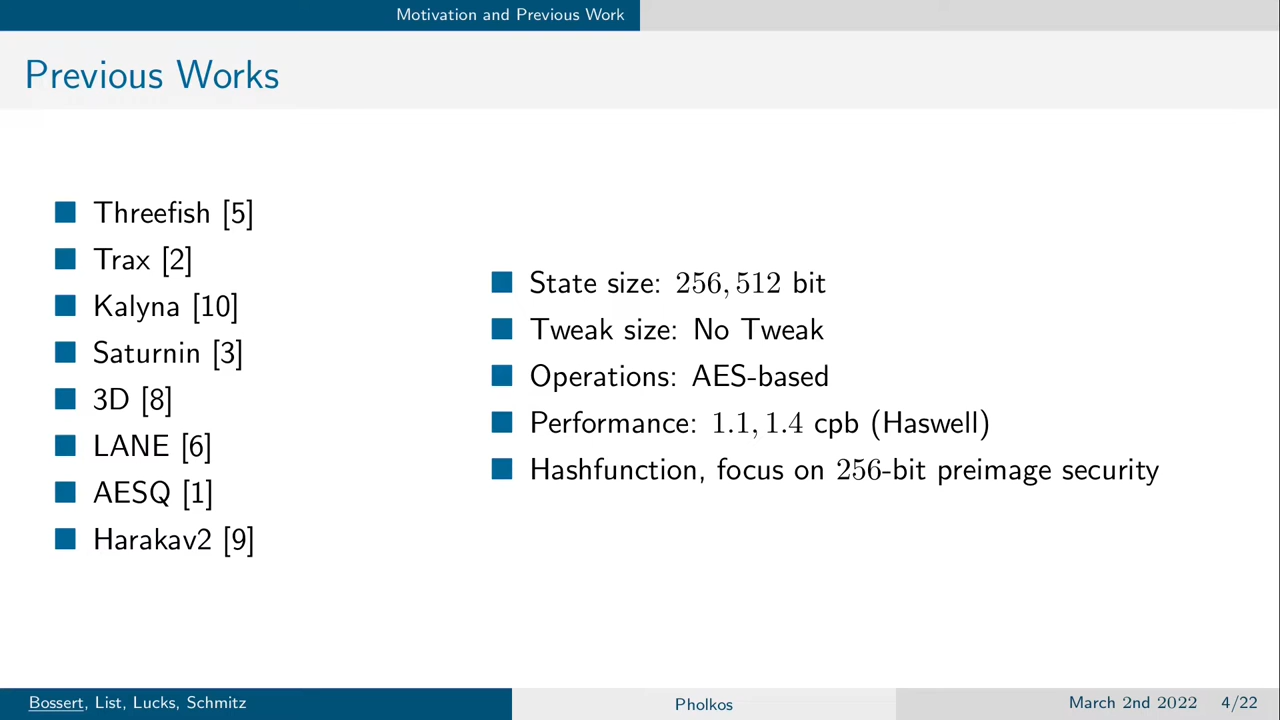 Motivation and Previous Work
Previous Works
Threefish [5]
Trax [2]
Kalyna [10]
Saturnin [3]
3D [8]
LANE [6]
AESQ [1]
Harakav2 [9]
State size: 256, 512 bit
Tweak size: No Tweak
Operations: AES-based
Performance: 1.1, 1.4 cpb (Haswell)
Hashfunction, focus on 256-bit preimage security
Bossert, List, Lucks, Schmitz
Pholkos
March 2nd 2022 4/22